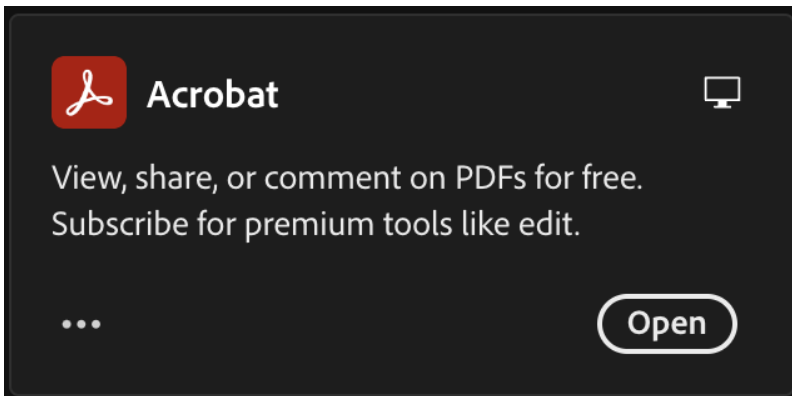 Acrobat
View, share, or comment on PDFs for free.
Subscribe for premium tools like edit.
Open